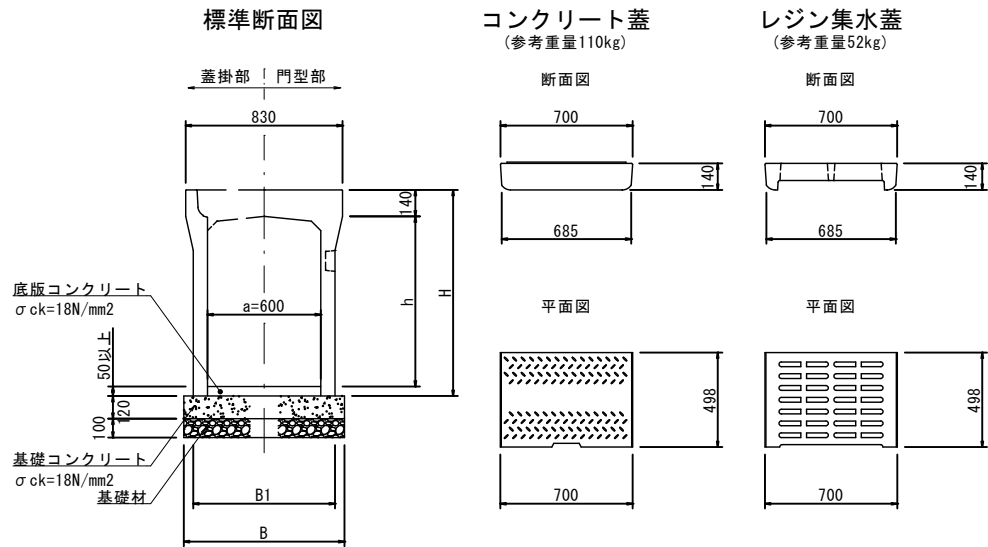 標準断面図
蓋掛部
門型部
830
140
h
H
a=600
底版コンクリート
σck=18N/mm2
50以上
120
100
基礎コンクリート
σck=18N/mm2
基礎材
B1
B
コンクリート蓋
(参考重量110kg)
断面図
700
140
685
平面図
498
700
レジン集水蓋
(参考重量52kg)
断面図
700
140
685
平面図
498
700